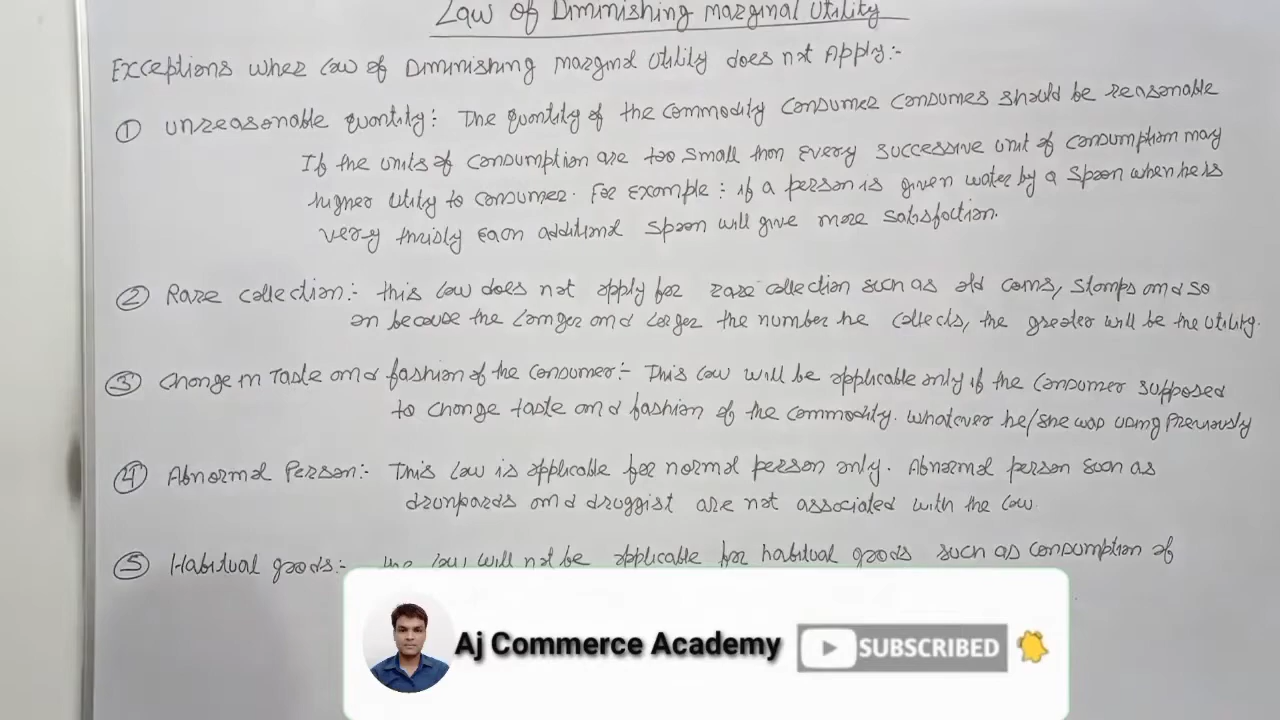 Law of Diminishing Marginal Utility
Exceptions wher Law of Diminishing Marginal Utility does not Apply:-
① Unreasonable quantity: The quantity of the commodity consumer consumes should be reasonable
If the units of consumption are too small then every successive unit of consumption may
higher utility to consumer. For Example: if a person is given water by a spoon when he is
very thristy Each additional spoon will give more satisfaction.
② Rare collection:- this law does not apply for rare collection such as old coins, stamps and so
on because the Longer and Larger the number he collects, the greater will be the utility.
③ Change in Taste and fashion of the consumer:- This law will be applicable only if the consumer supposed
to change taste and fashion of the commodity. Whatever he/she was using Previously
④ Abnormal Person:- This law is applicable for normal person only. Abnormal person such as
drunkards and druggist are not associated with the law
⑤ Habitual goods:- the law will not be applicable for habitual goods such as consumption of
Aj Commerce Academy
SUBSCRIBED